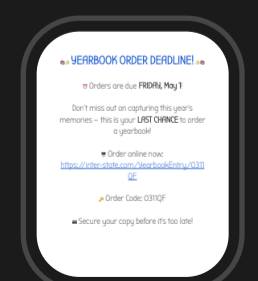 📚 YEARBOOK ORDER DEADLINE! 📚
⏰ Orders are due FRIDAY, May 1!
Don't miss out on capturing this year's
memories – this is your LAST CHANCE to order
a yearbook!
Order online now:
https://inter-state.com/YearbookEntry/0311
QF
Order Code: 0311QF
Secure your copy before it's too late!